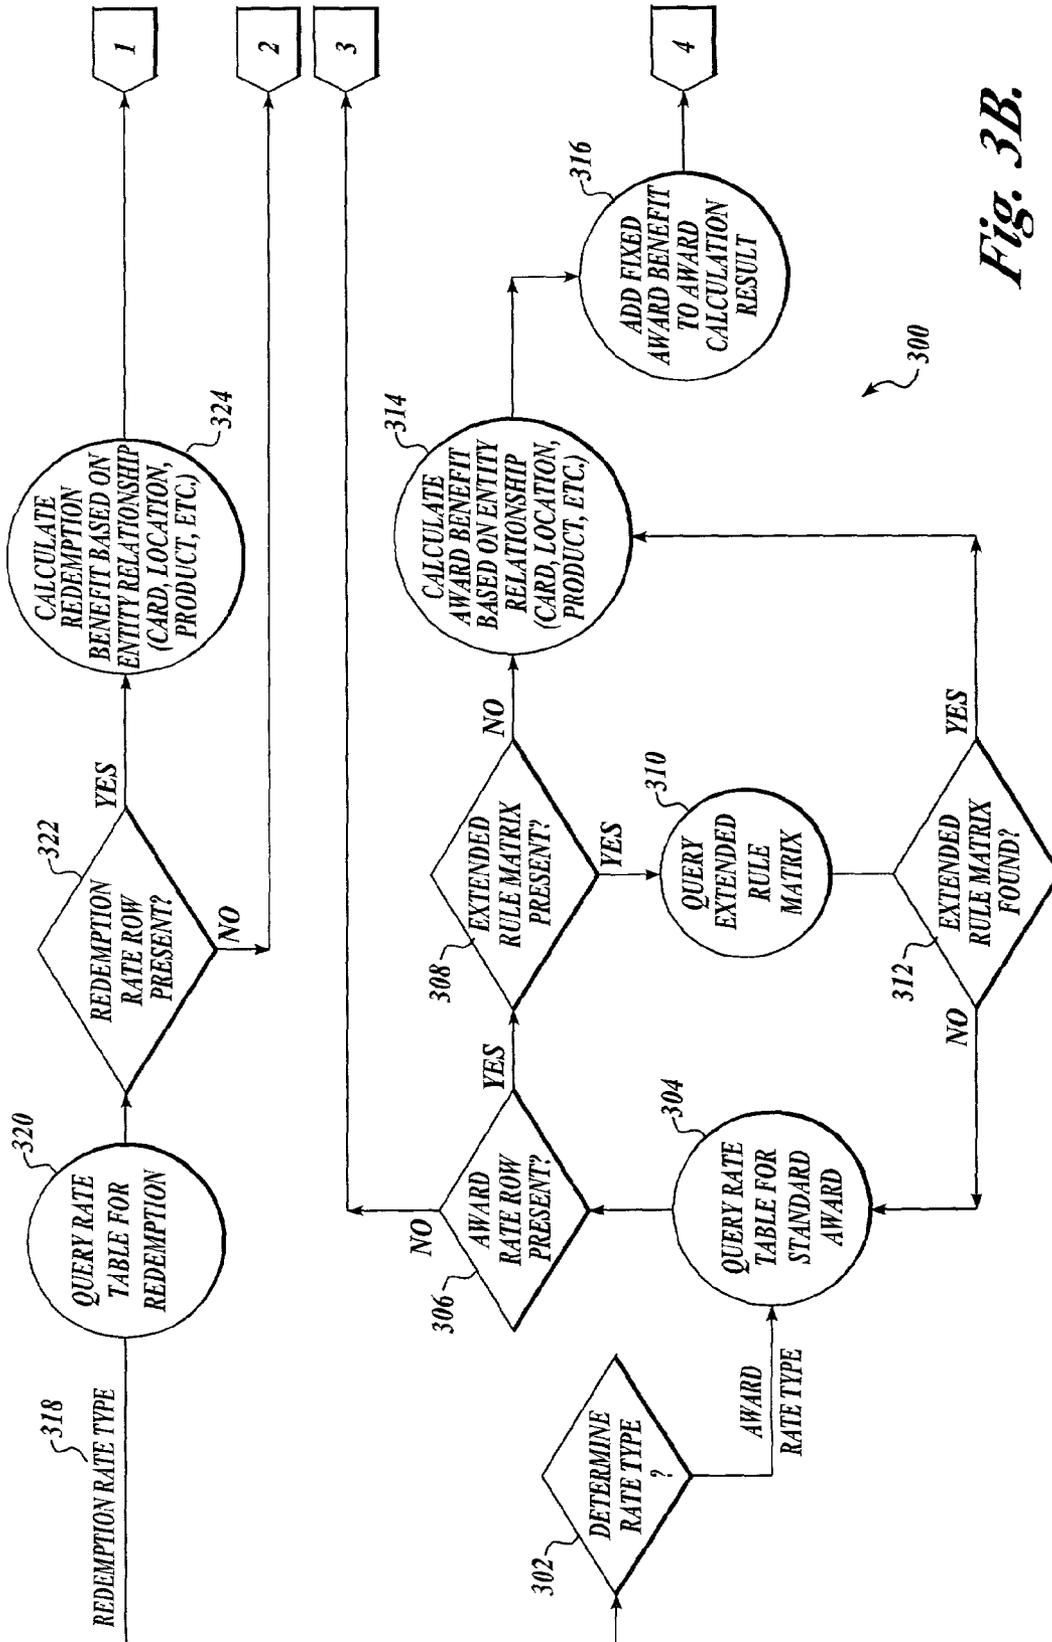 REDEMPTION RATE TYPE
318
QUERY RATE
TABLE FOR
REDEMPTION
320
REDEMPTION
RATE ROW
PRESENT?
322
YES
NO
CALCULATE
REDEMPTION
BENEFIT BASED ON
ENTITY RELATIONSHIP
(CARD, LOCATION,
PRODUCT, ETC.)
324
1
2
3
DETERMINE
RATE TYPE
?
302
AWARD
RATE TYPE
QUERY RATE
TABLE FOR
STANDARD
AWARD
304
AWARD
RATE ROW
PRESENT?
306
NO
YES
EXTENDED
RULE MATRIX
PRESENT?
308
NO
YES
QUERY
EXTENDED
RULE
MATRIX
310
EXTENDED
RULE MATRIX
FOUND?
312
NO
YES
CALCULATE
AWARD BENEFIT
BASED ON ENTITY
RELATIONSHIP
(CARD, LOCATION,
PRODUCT, ETC.)
314
ADD FIXED
AWARD BENEFIT
TO AWARD
CALCULATION
RESULT
316
4
300
Fig. 3B.